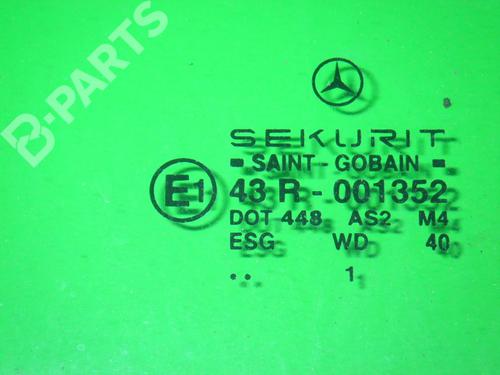 B-PARTS
SEKURIT
SAINT-GOBAIN
E1 43 R - 001352
DOT 448 AS2 M4
ESG WD 40
.. 1